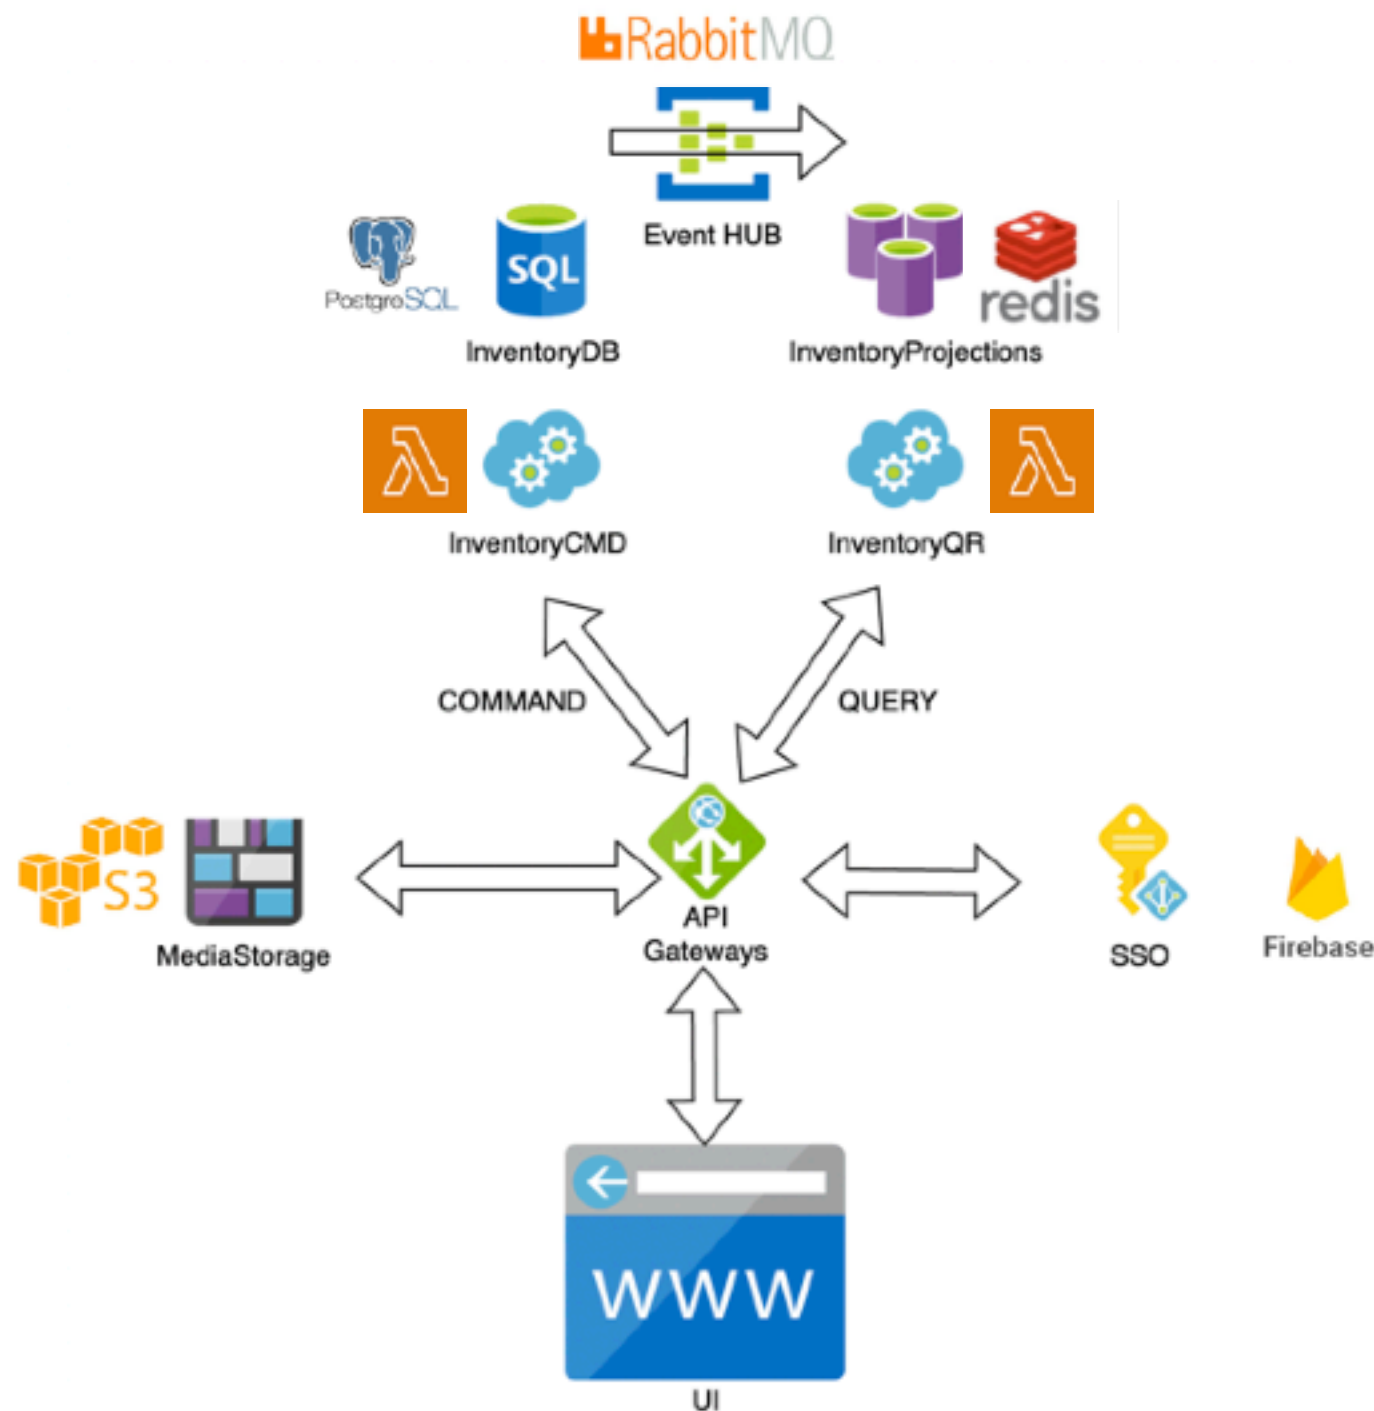 RabbitMQ
Event HUB
PostgreSQL
SQL
redis
InventoryDB
InventoryProjections
InventoryCMD
InventoryQR
COMMAND
QUERY
S3
MediaStorage
API
Gateways
SSO
Firebase
WWW
UI